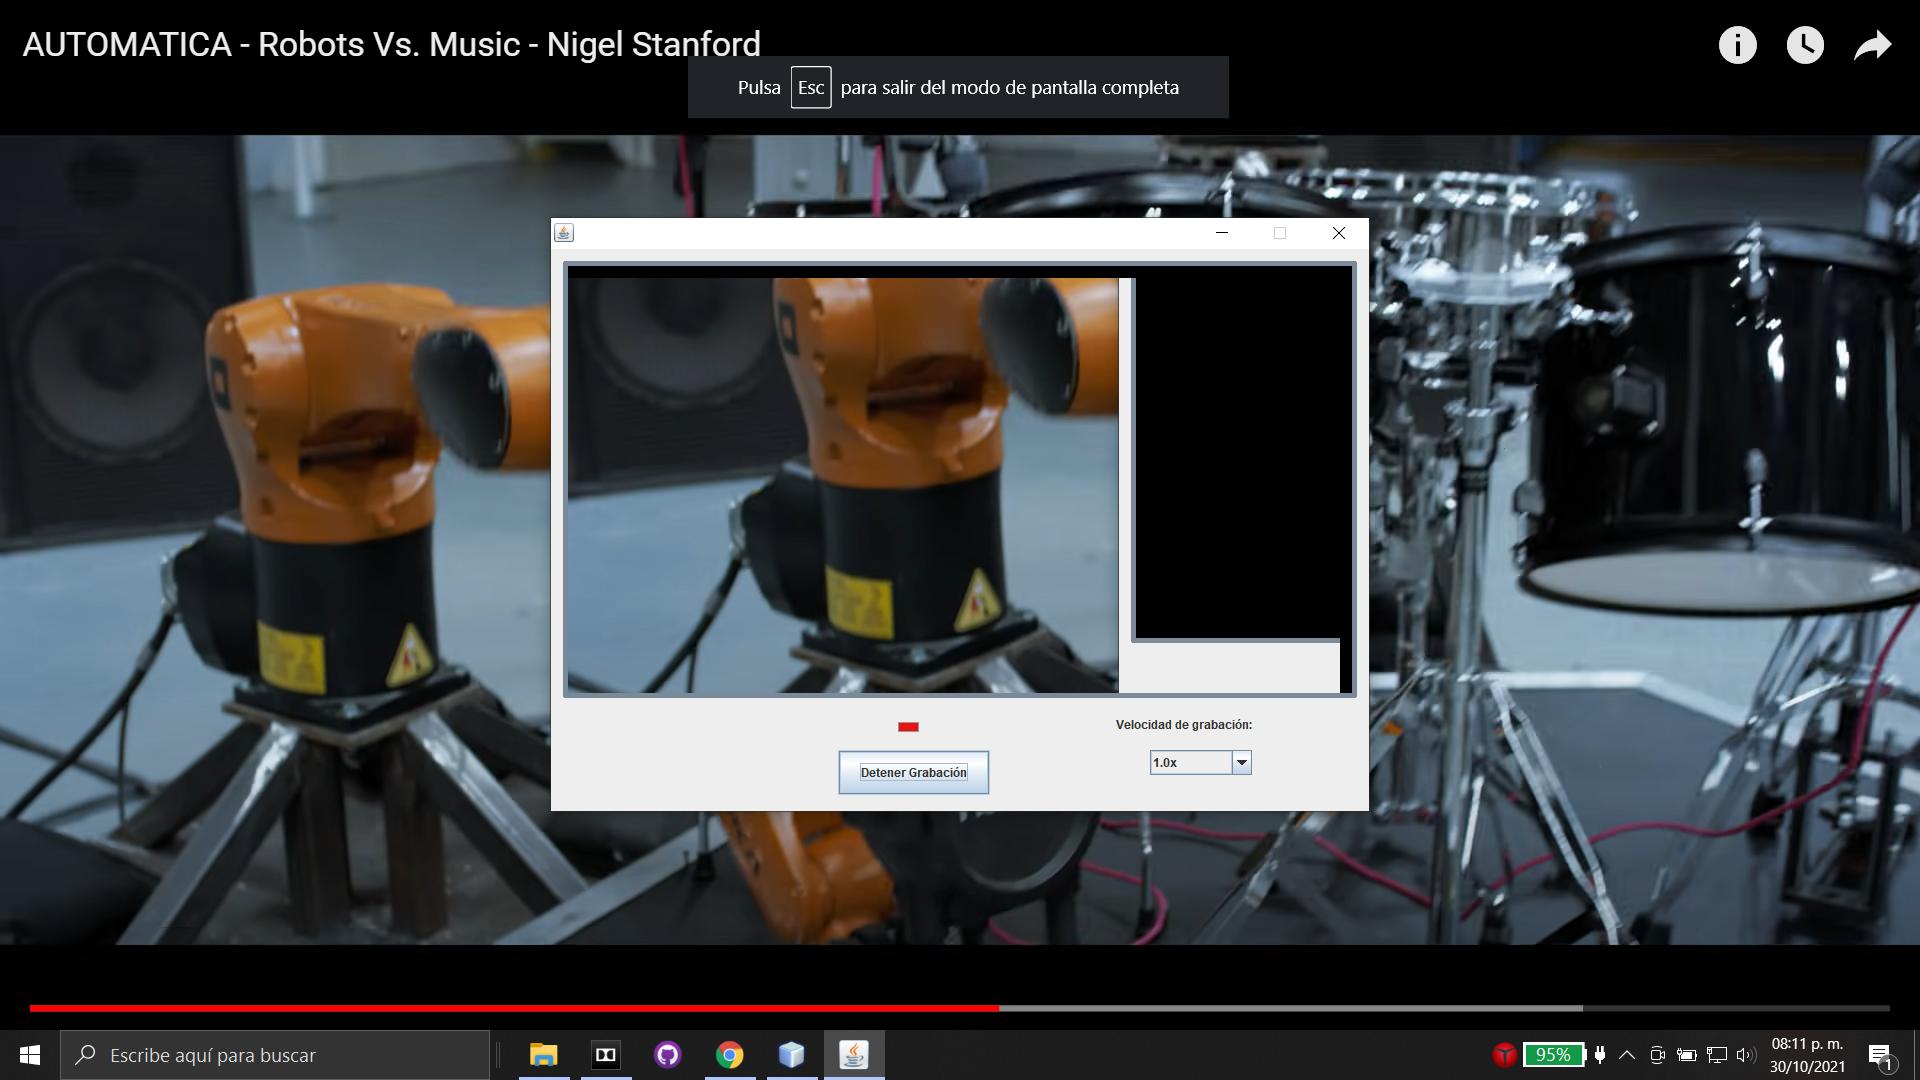 AUTOMATICA - Robots Vs. Music - Nigel Stanford
Pulsa Esc para salir del modo de pantalla completa
Velocidad de grabación:
1.0x
Detener Grabación
Escribe aquí para buscar
95%
08:11 p. m.
30/10/2021
1